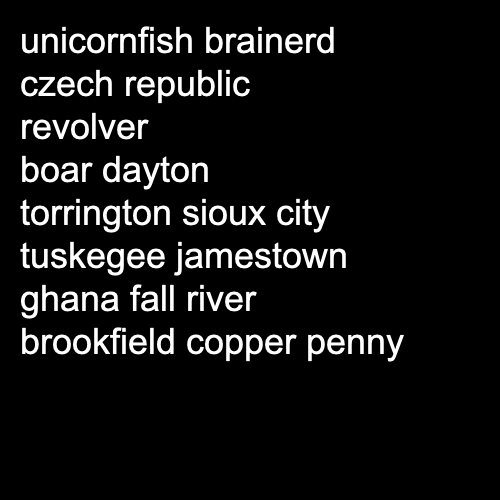 unicornfish brainerd
czech republic
revolver
boar dayton
torrington sioux city
tuskegee jamestown
ghana fall river
brookfield copper penny